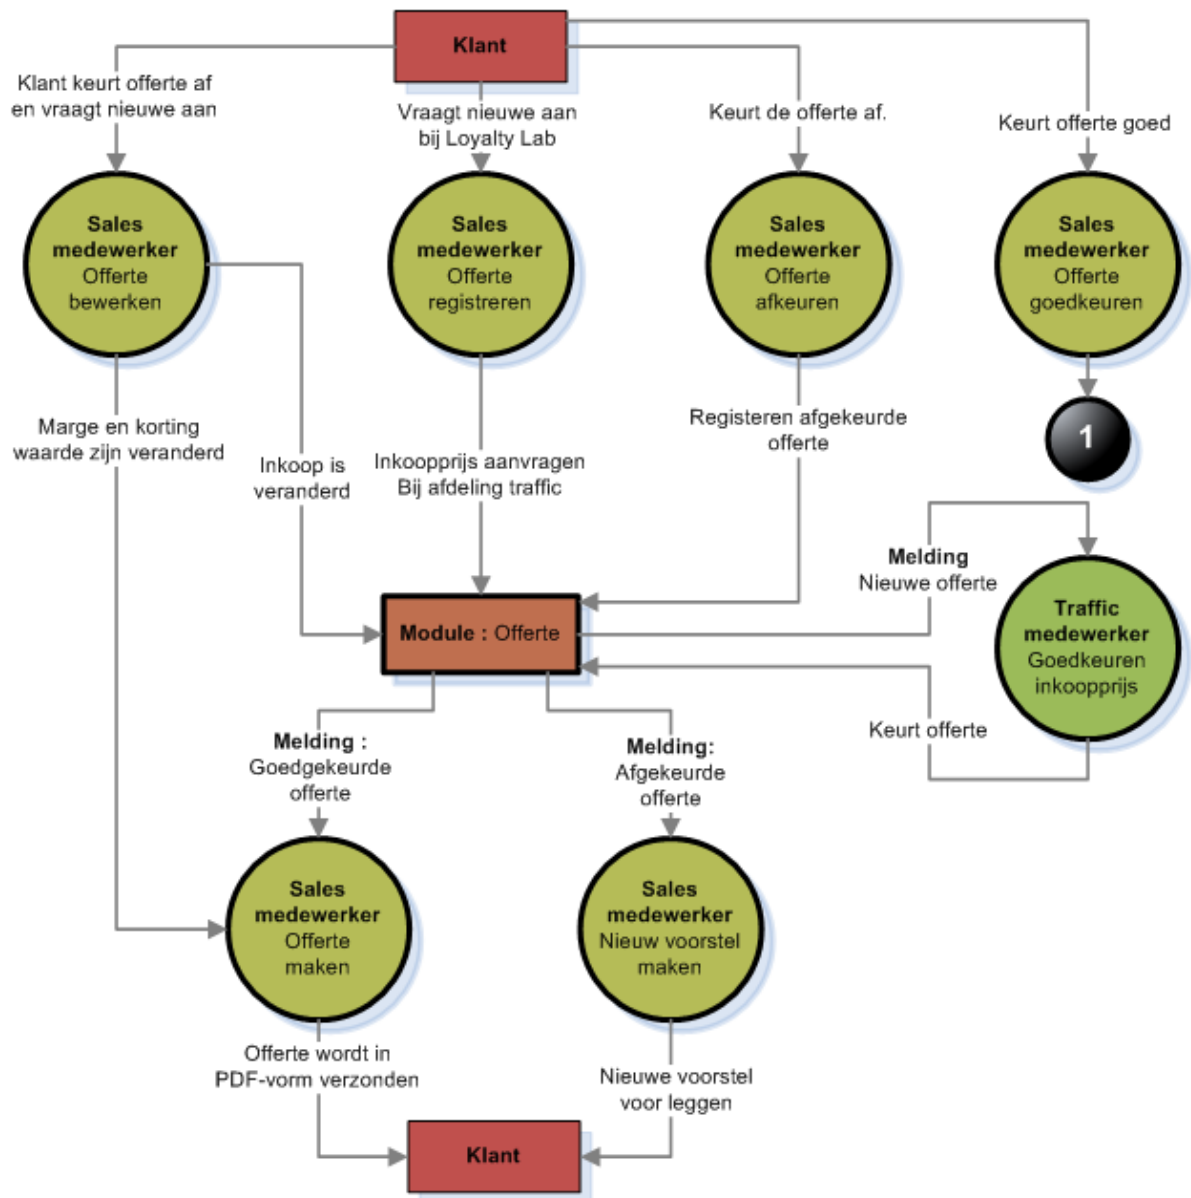 Klant
Klant keurt offerte af
en vraagt nieuwe aan
Vraagt nieuwe aan
bij Loyalty Lab
Keurt de offerte af.
Keurt offerte goed
Sales
medewerker
Offerte
bewerken
Sales
medewerker
Offerte
registreren
Sales
medewerker
Offerte
afkeuren
Sales
medewerker
Offerte
goedkeuren
Marge en korting
waarde zijn veranderd
Inkoop is
veranderd
Inkoopprijs aanvragen
Bij afdeling traffic
Registeren afgekeurde
offerte
1
Melding
Nieuwe offerte
Module : Offerte
Traffic
medewerker
Goedkeuren
inkoopprijs
Keurt offerte
Melding :
Goedgekeurde
offerte
Melding:
Afgekeurde
offerte
Sales
medewerker
Offerte
maken
Sales
medewerker
Nieuw voorstel
maken
Offerte wordt in
PDF-vorm verzonden
Nieuwe voorstel
voor leggen
Klant